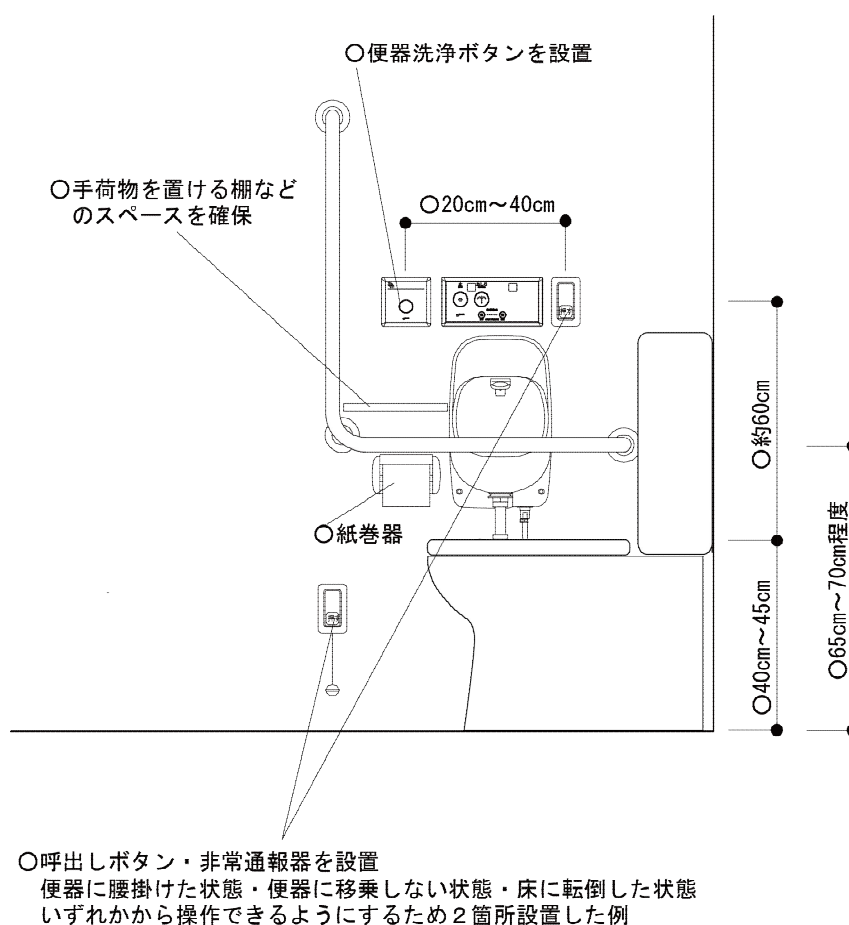 ○便器洗浄ボタンを設置
○手荷物を置ける棚など
のスペースを確保
○20cm～40cm
○約60cm
○紙巻器
○40cm～45cm
○65cm～70cm程度
○呼出しボタン・非常通報器を設置
便器に腰掛けた状態・便器に移乗しない状態・床に転倒した状態
いずれかから操作できるようにするため２箇所設置した例